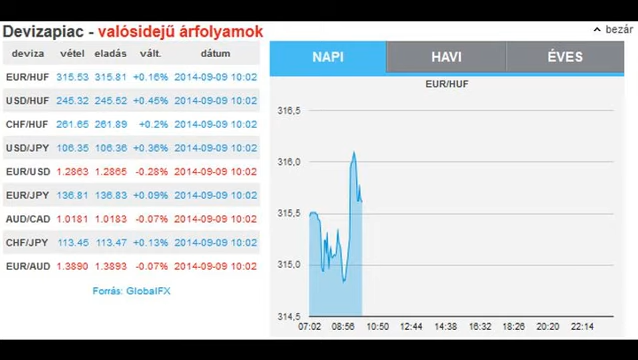 Devizapiac - valósidejű árfolyamok
bezár
deviza vétel eladás vált. dátum
EUR/HUF 315.53 315.81 +0.16% 2014-09-09 10:02
USD/HUF 245.32 245.52 +0.45% 2014-09-09 10:02
CHF/HUF 261.65 261.89 +0.2% 2014-09-09 10:02
USD/JPY 106.35 106.36 +0.36% 2014-09-09 10:02
EUR/USD 1.2863 1.2865 -0.28% 2014-09-09 10:02
EUR/JPY 136.81 136.83 +0.09% 2014-09-09 10:02
AUD/CAD 1.0181 1.0183 -0.07% 2014-09-09 10:02
CHF/JPY 113.45 113.47 +0.13% 2014-09-09 10:02
EUR/AUD 1.3890 1.3893 -0.07% 2014-09-09 10:02
Forrás: GlobalFX
NAPI HAVI ÉVES
EUR/HUF
316,5
316,0
315,5
315,0
314,5
07:02 08:56 10:50 12:44 14:38 16:32 18:26 20:20 22:14